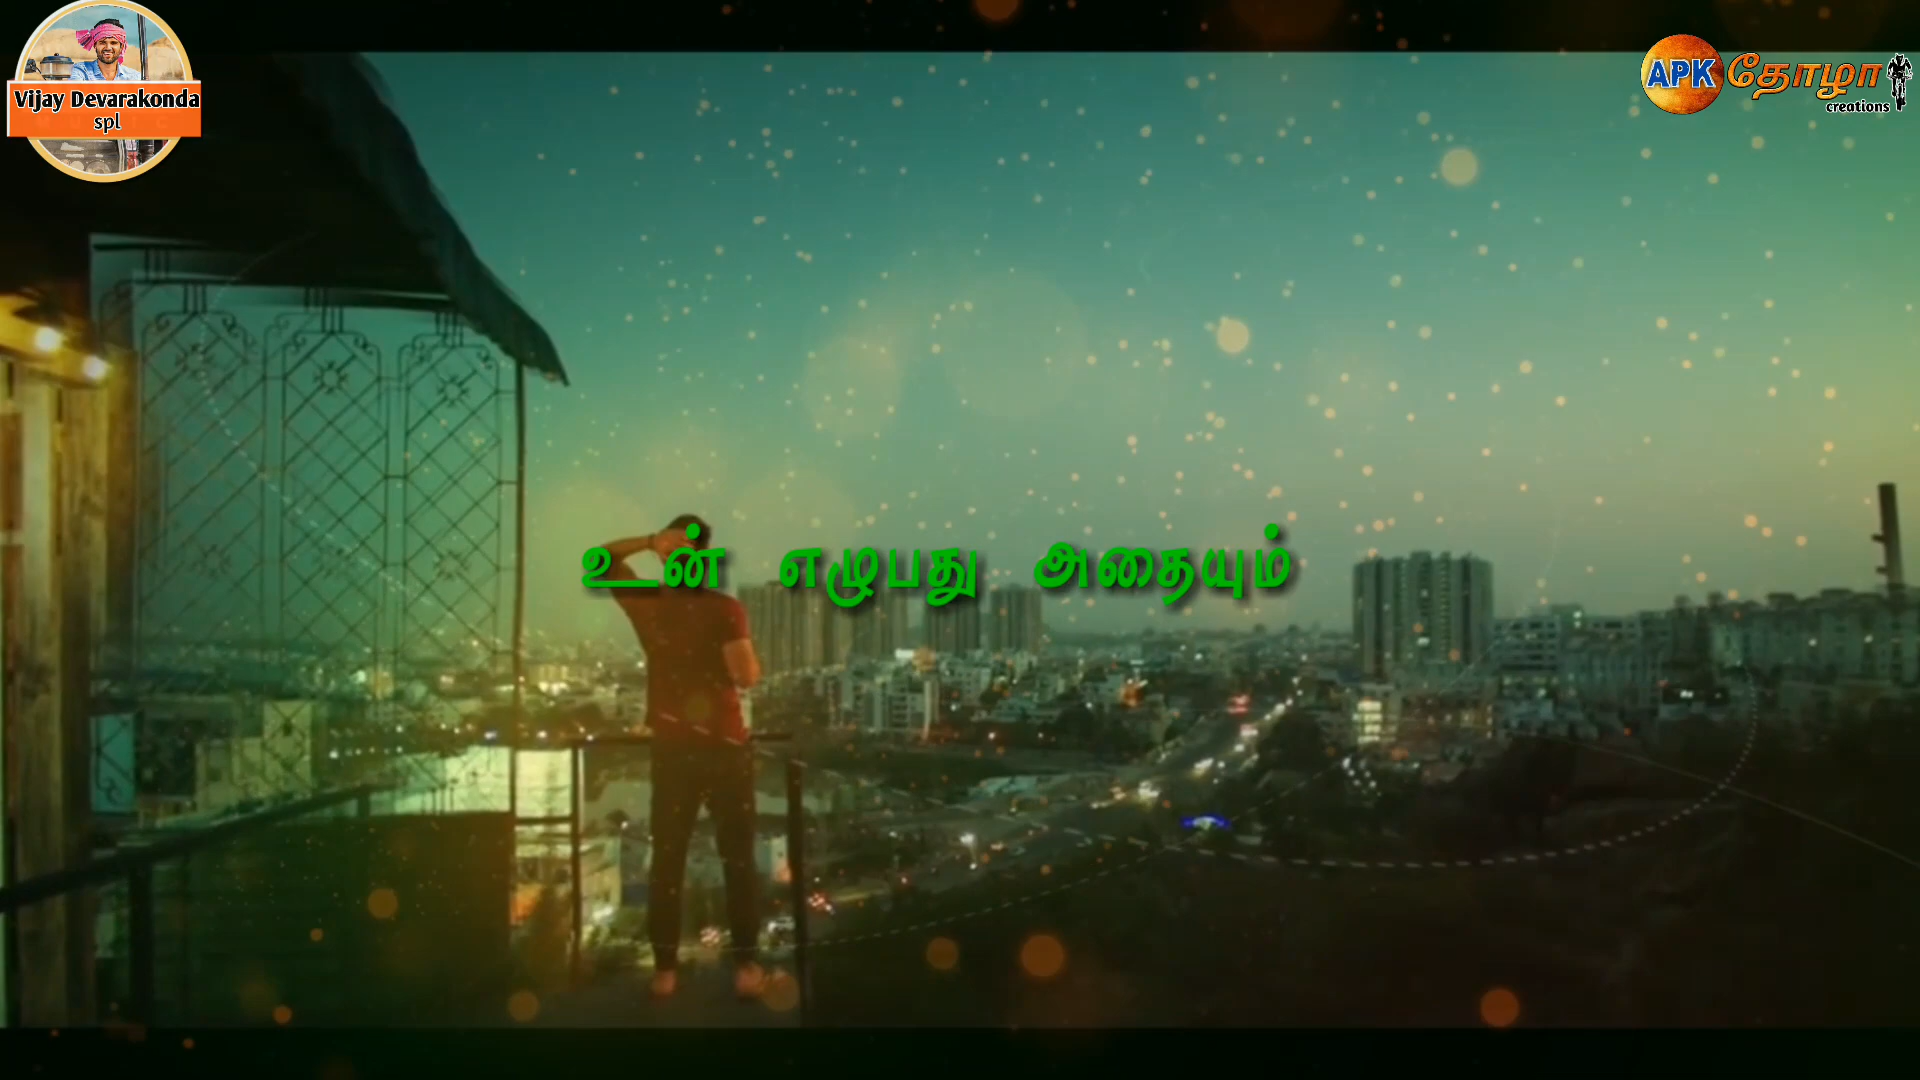 Vijay Devarakonda
spl
APK தோழா
creations
உன் எழுபது அதையும்